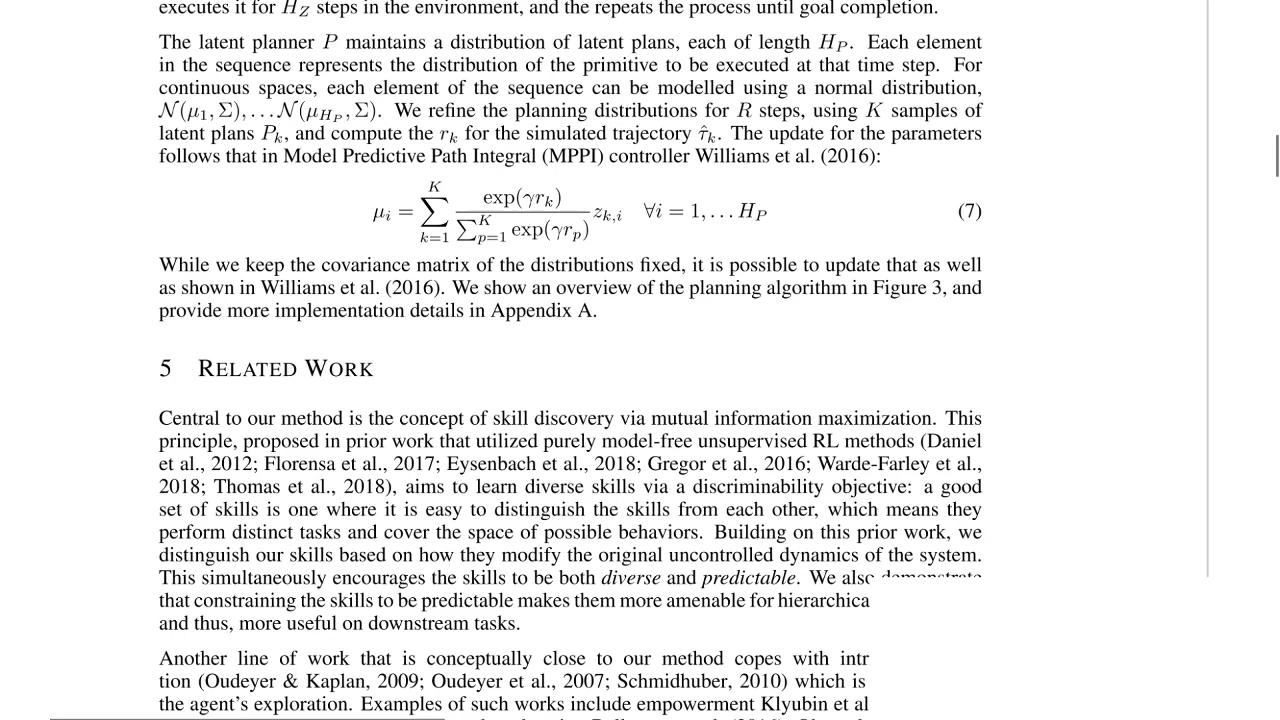 executes it for H_Z steps in the environment, and the repeats the process until goal completion.
The latent planner P maintains a distribution of latent plans, each of length H_P. Each element
in the sequence represents the distribution of the primitive to be executed at that time step. For
continuous spaces, each element of the sequence can be modelled using a normal distribution,
𝒩(μ_1, Σ), . . . 𝒩(μ_{H_P}, Σ). We refine the planning distributions for R steps, using K samples of
latent plans P_k, and compute the r_k for the simulated trajectory τ̂_k. The update for the parameters
follows that in Model Predictive Path Integral (MPPI) controller Williams et al. (2016):
μ_i = ∑_{k=1}^{K} exp(γr_k) / ∑_{p=1}^{K} exp(γr_p) z_{k,i} ∀i = 1, . . . H_P (7)
While we keep the covariance matrix of the distributions fixed, it is possible to update that as well
as shown in Williams et al. (2016). We show an overview of the planning algorithm in Figure 3, and
provide more implementation details in Appendix A.
5 RELATED WORK
Central to our method is the concept of skill discovery via mutual information maximization. This
principle, proposed in prior work that utilized purely model-free unsupervised RL methods (Daniel
et al., 2012; Florensa et al., 2017; Eysenbach et al., 2018; Gregor et al., 2016; Warde-Farley et al.,
2018; Thomas et al., 2018), aims to learn diverse skills via a discriminability objective: a good
set of skills is one where it is easy to distinguish the skills from each other, which means they
perform distinct tasks and cover the space of possible behaviors. Building on this prior work, we
distinguish our skills based on how they modify the original uncontrolled dynamics of the system.
This simultaneously encourages the skills to be both diverse and predictable. We also demonstrate
that constraining the skills to be predictable makes them more amenable for hierarchica
and thus, more useful on downstream tasks.
Another line of work that is conceptually close to our method copes with intr
tion (Oudeyer & Kaplan, 2009; Oudeyer et al., 2007; Schmidhuber, 2010) which is
the agent's exploration. Examples of such works include empowerment Klyubin et al